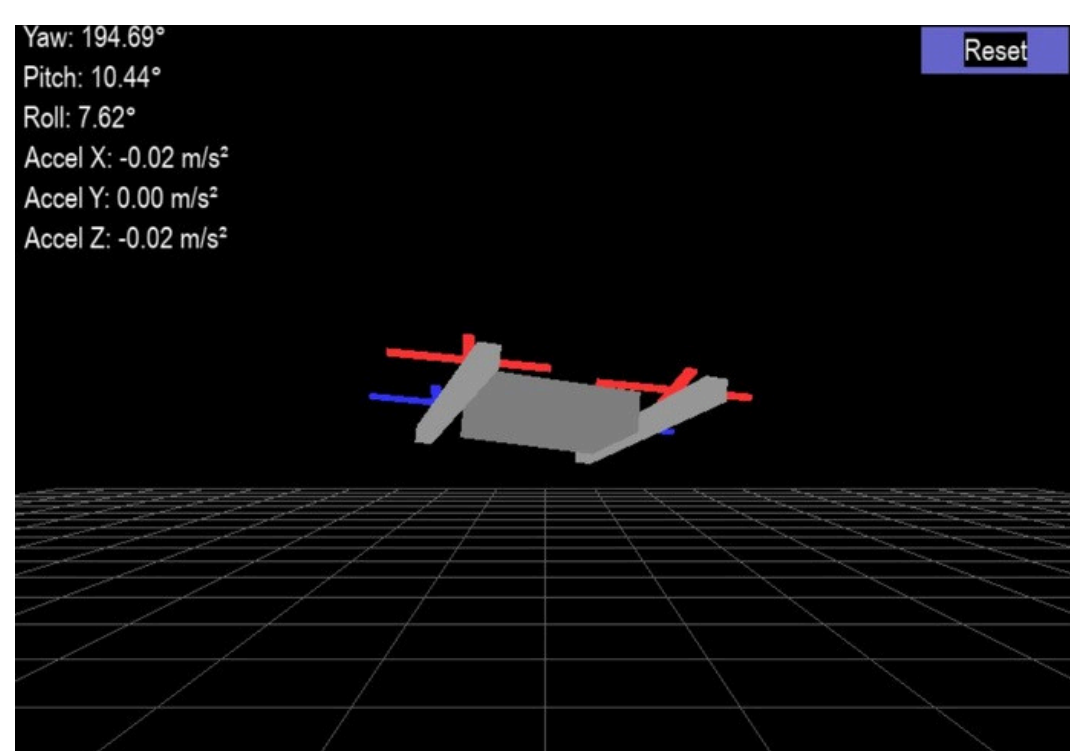 Yaw: 194.69°
Reset
Pitch: 10.44°
Roll: 7.62°
Accel X: -0.02 m/s²
Accel Y: 0.00 m/s²
Accel Z: -0.02 m/s²